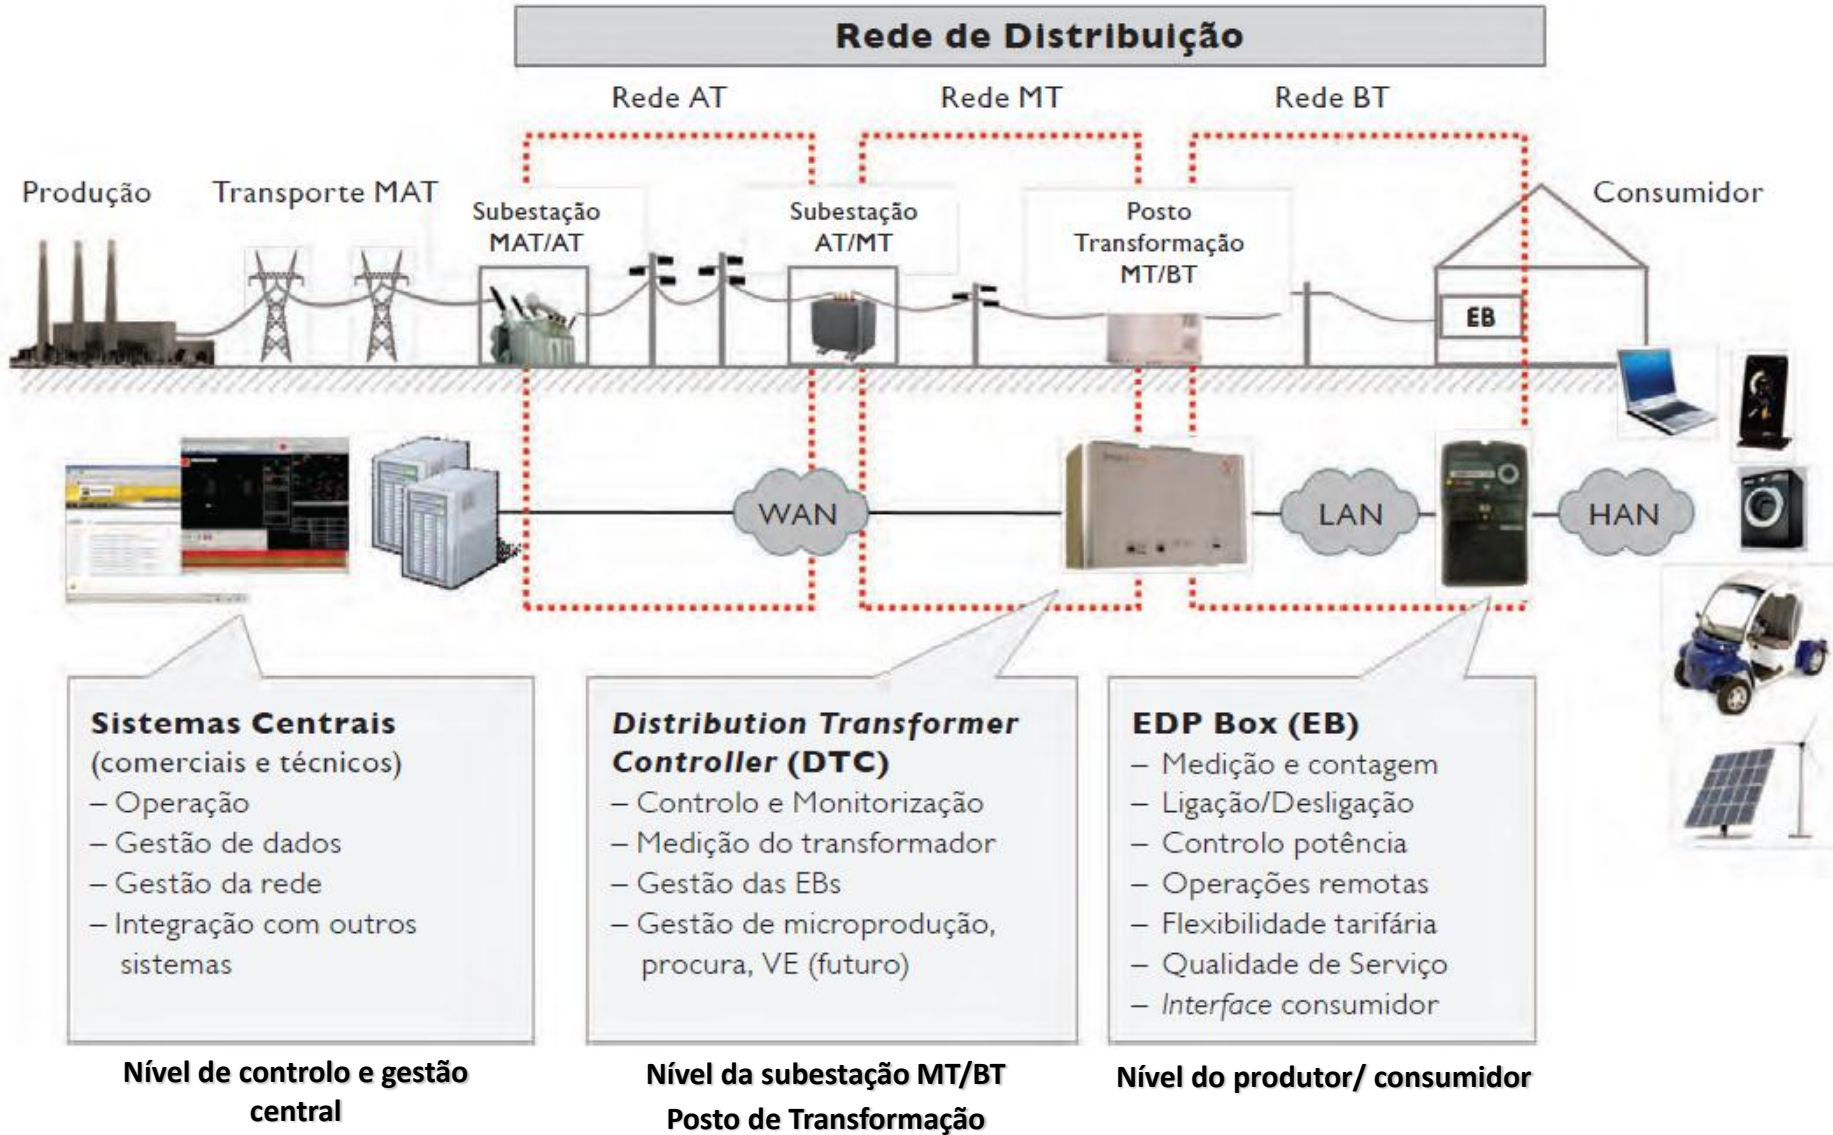 Rede de Distribuição
Rede AT
Rede MT
Rede BT
Produção
Transporte MAT
Consumidor
Subestação
MAT/AT
Subestação
AT/MT
Posto
Transformação
MT/BT
EB
WAN
LAN
HAN
Sistemas Centrais
(comerciais e técnicos)
– Operação
– Gestão de dados
– Gestão da rede
– Integração com outros
sistemas
Distribution Transformer
Controller (DTC)
– Controlo e Monitorização
– Medição do transformador
– Gestão das EBs
– Gestão de microprodução,
procura, VE (futuro)
EDP Box (EB)
– Medição e contagem
– Ligação/Desligação
– Controlo potência
– Operações remotas
– Flexibilidade tarifária
– Qualidade de Serviço
– Interface consumidor
Nível de controlo e gestão
central
Nível da subestação MT/BT
Posto de Transformação
Nível do produtor/ consumidor